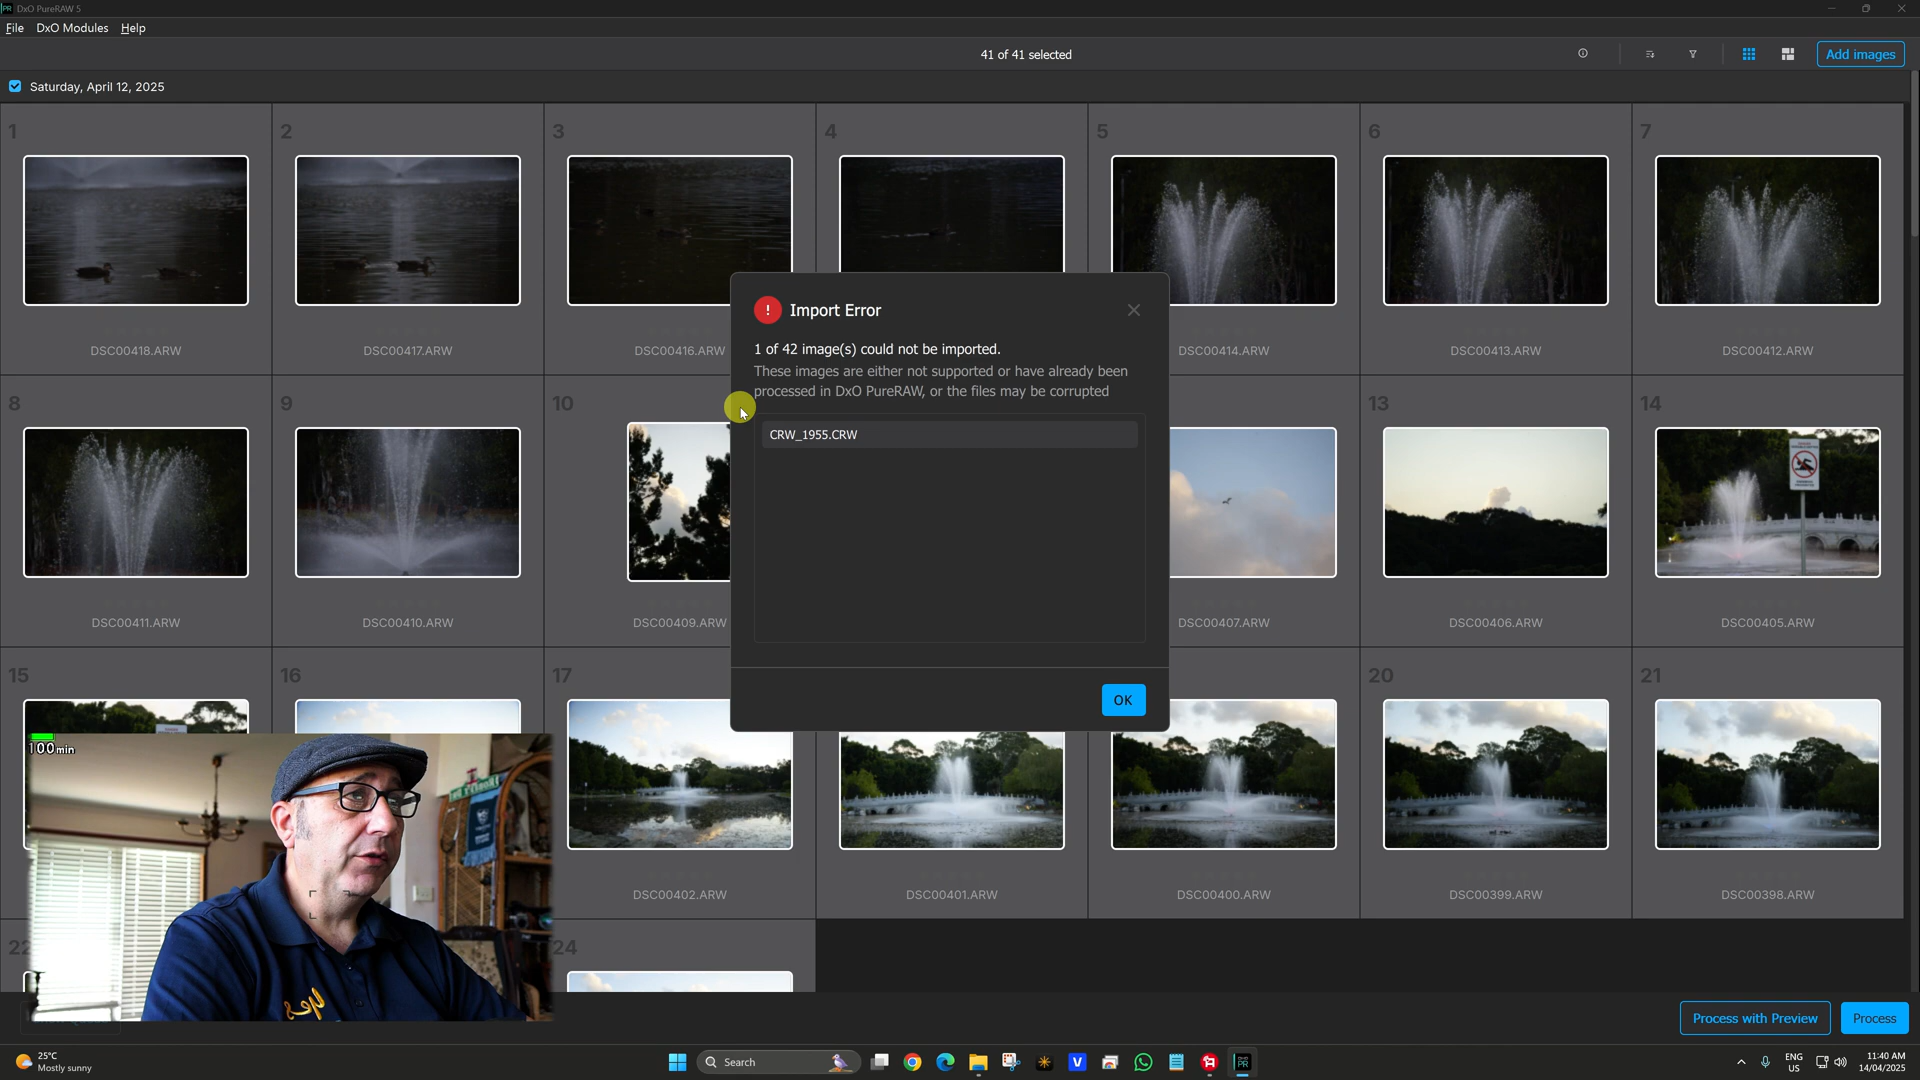 DxO PureRAW 5
File DxO Modules Help
41 of 41 selected
Add images
Saturday, April 12, 2025
1 2 3 4 5 6 7
DSC00418.ARW DSC00417.ARW DSC00416.ARW DSC00414.ARW DSC00413.ARW DSC00412.ARW
Import Error
1 of 42 image(s) could not be imported.
These images are either not supported or have already been
processed in DxO PureRAW, or the files may be corrupted
CRW_1955.CRW
OK
8 9 10 13 14
DSC00411.ARW DSC00410.ARW DSC00409.ARW DSC00407.ARW DSC00406.ARW DSC00405.ARW
15 16 17 20 21
100min
DSC00402.ARW DSC00401.ARW DSC00400.ARW DSC00399.ARW DSC00398.ARW
22 24
yes
Process with Preview Process
25°C
Mostly sunny
Search
ENG
US
11:40 AM
14/04/2025